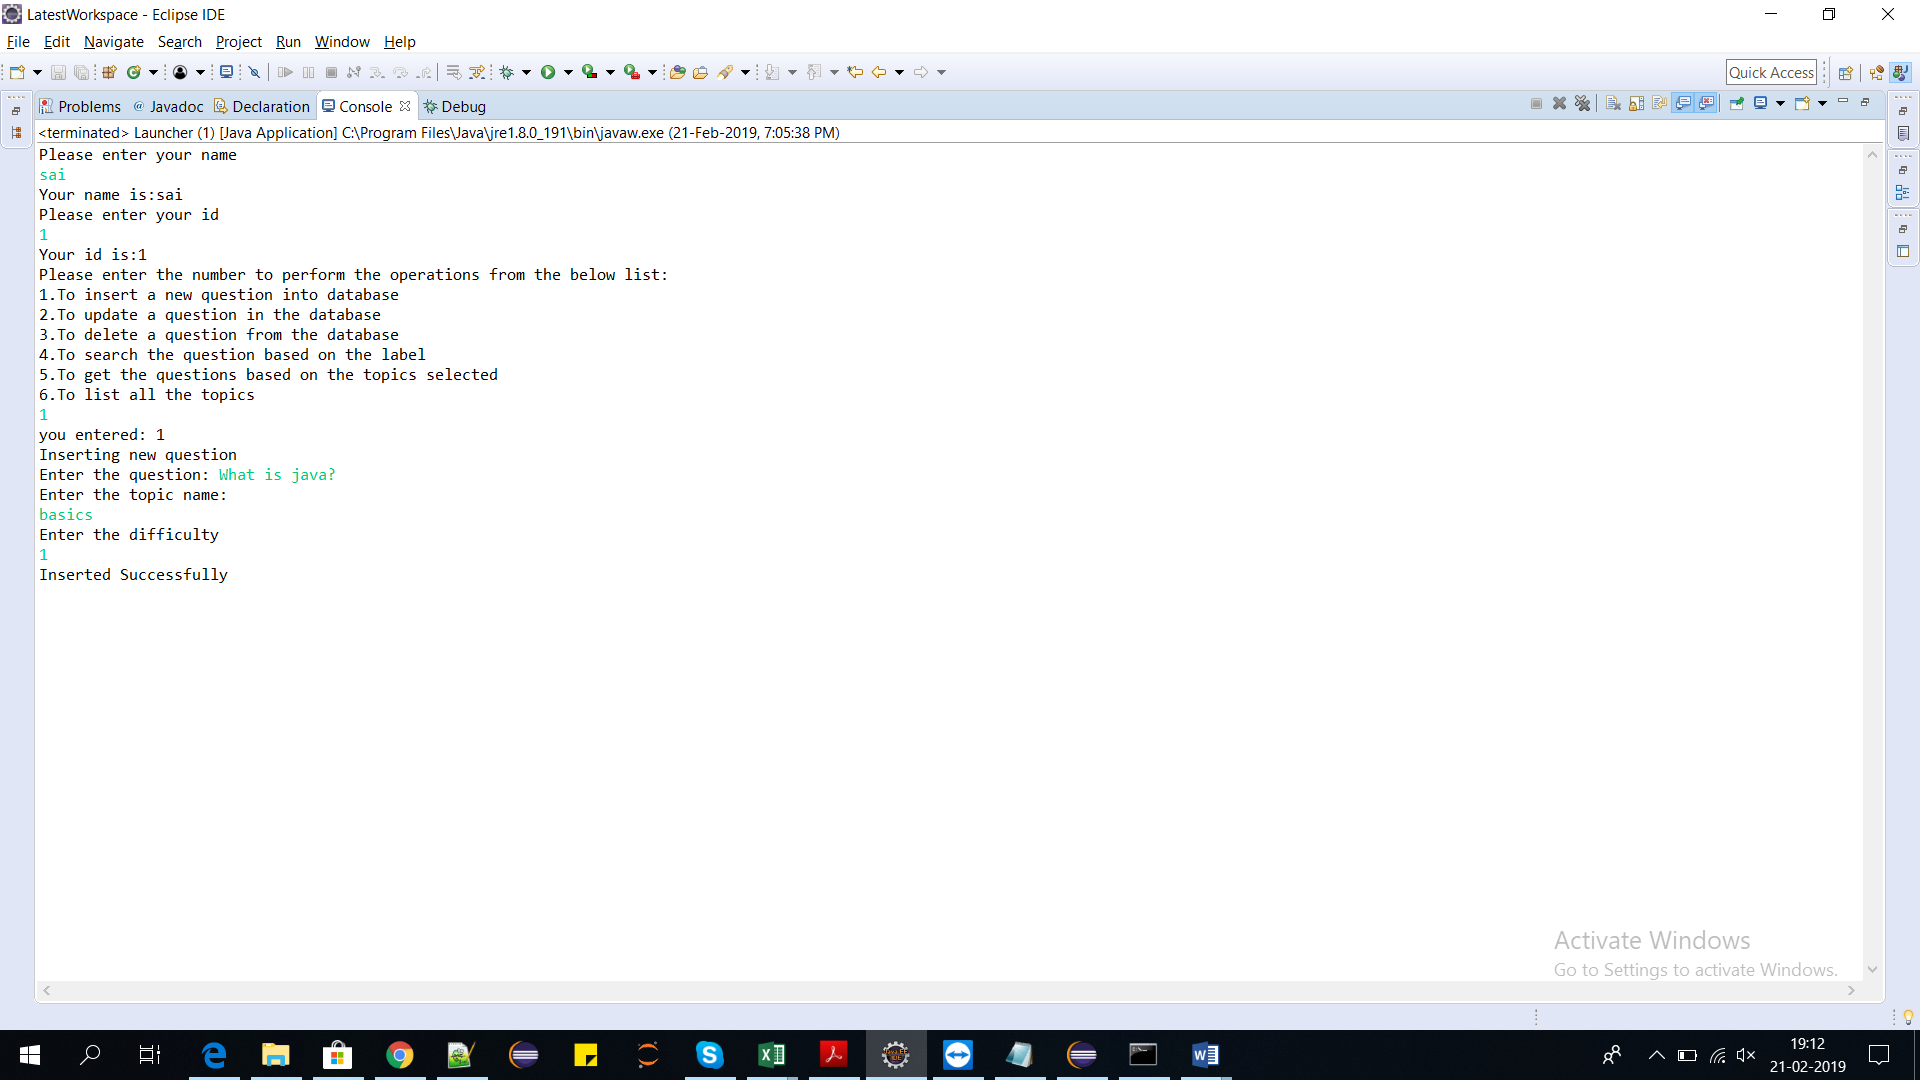 LatestWorkspace - Eclipse IDE
File Edit Navigate Search Project Run Window Help
Quick Access
Problems @ Javadoc Declaration Console Debug
<terminated> Launcher (1) [Java Application] C:\Program Files\Java\jre1.8.0_191\bin\javaw.exe (21-Feb-2019, 7:05:38 PM)
Please enter your name
sai
Your name is:sai
Please enter your id
1
Your id is:1
Please enter the number to perform the operations from the below list:
1.To insert a new question into database
2.To update a question in the database
3.To delete a question from the database
4.To search the question based on the label
5.To get the questions based on the topics selected
6.To list all the topics
1
you entered: 1
Inserting new question
Enter the question: What is java?
Enter the topic name:
basics
Enter the difficulty
1
Inserted Successfully
Activate Windows
Go to Settings to activate Windows.
19:12
21-02-2019